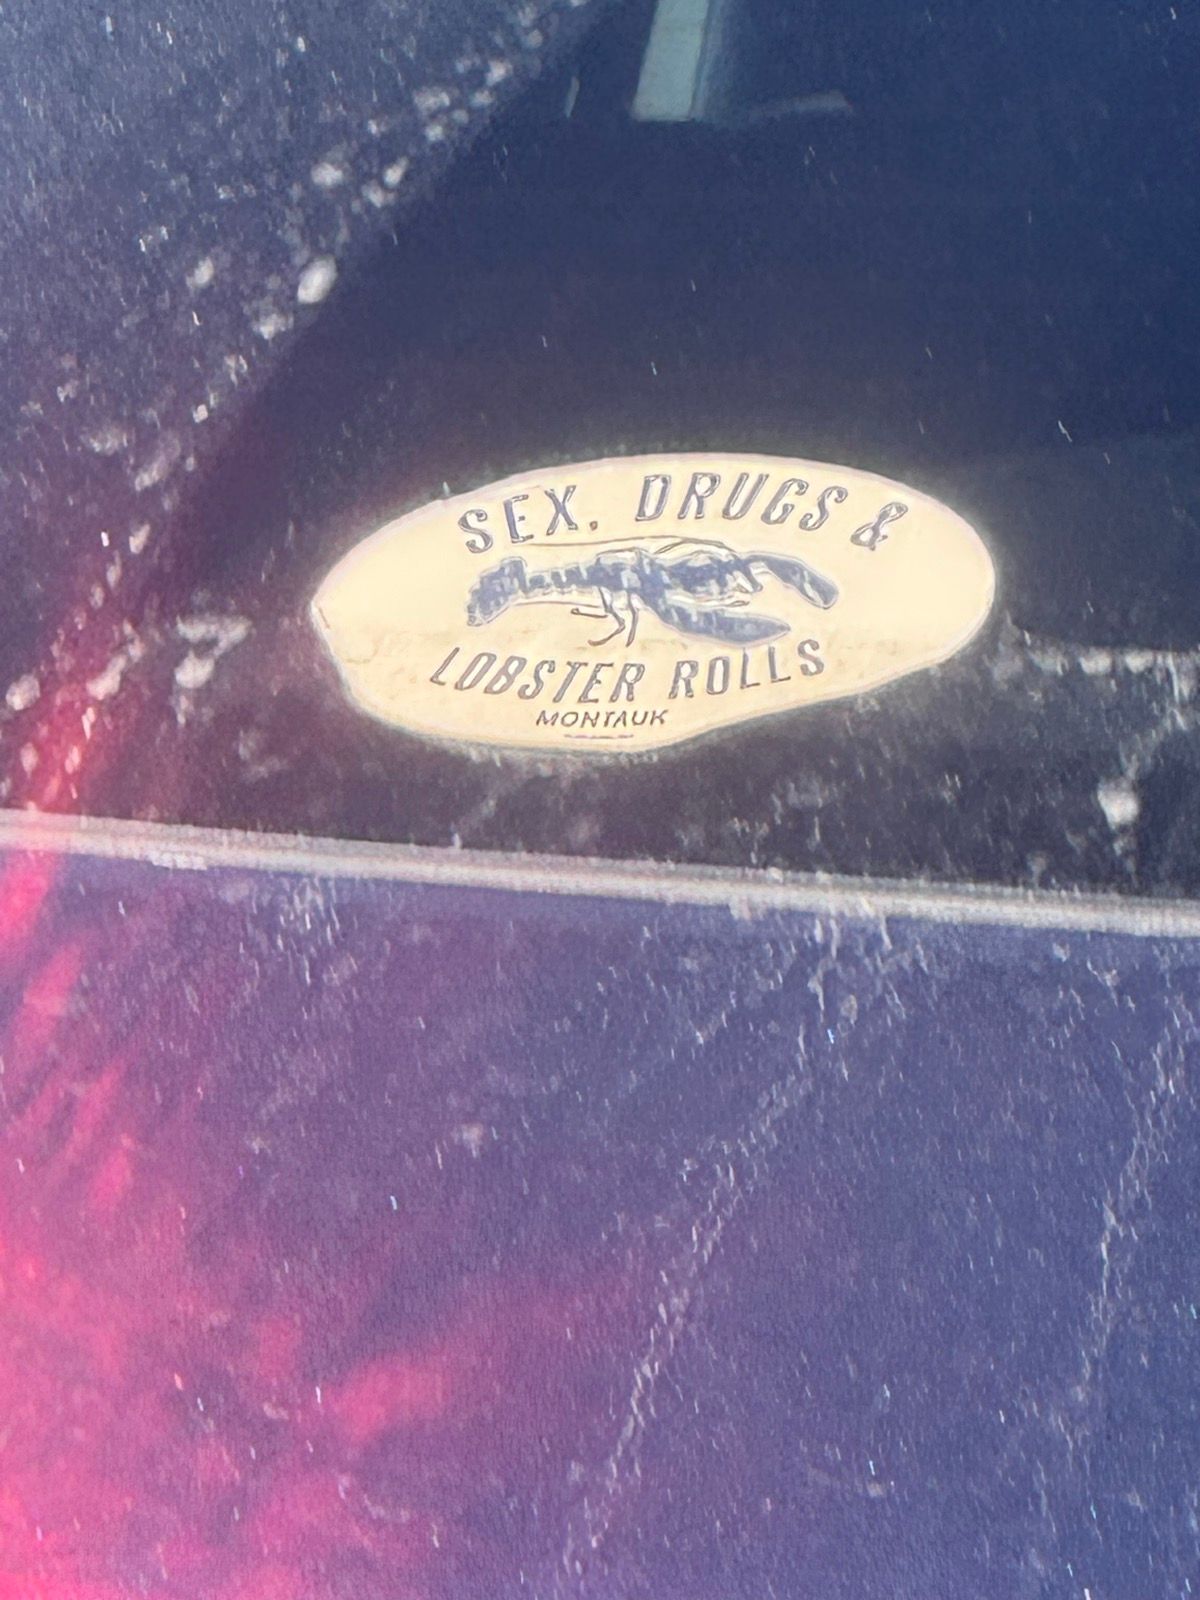 SEX, DRUGS &
LOBSTER ROLLS
MONTAUK